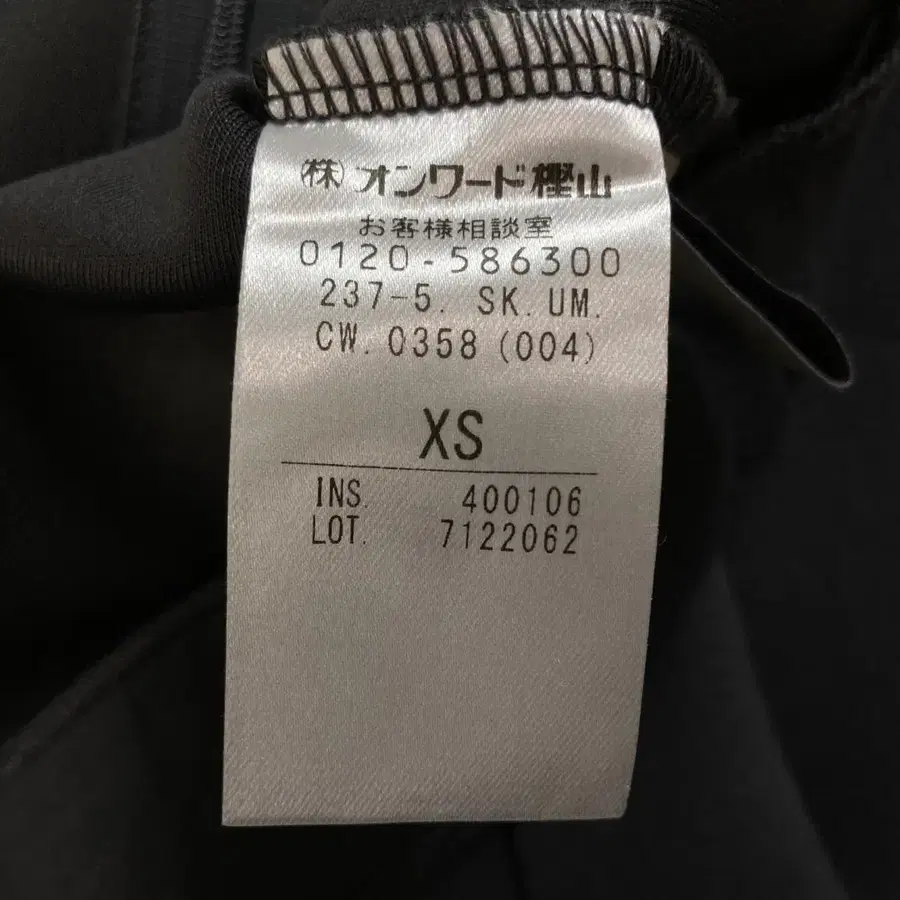 (株)オンワード樫山
お客様相談室
0120-586300
237-5. SK. UM.
CW. 0358 (004)
XS
INS. 400106
LOT. 7122062